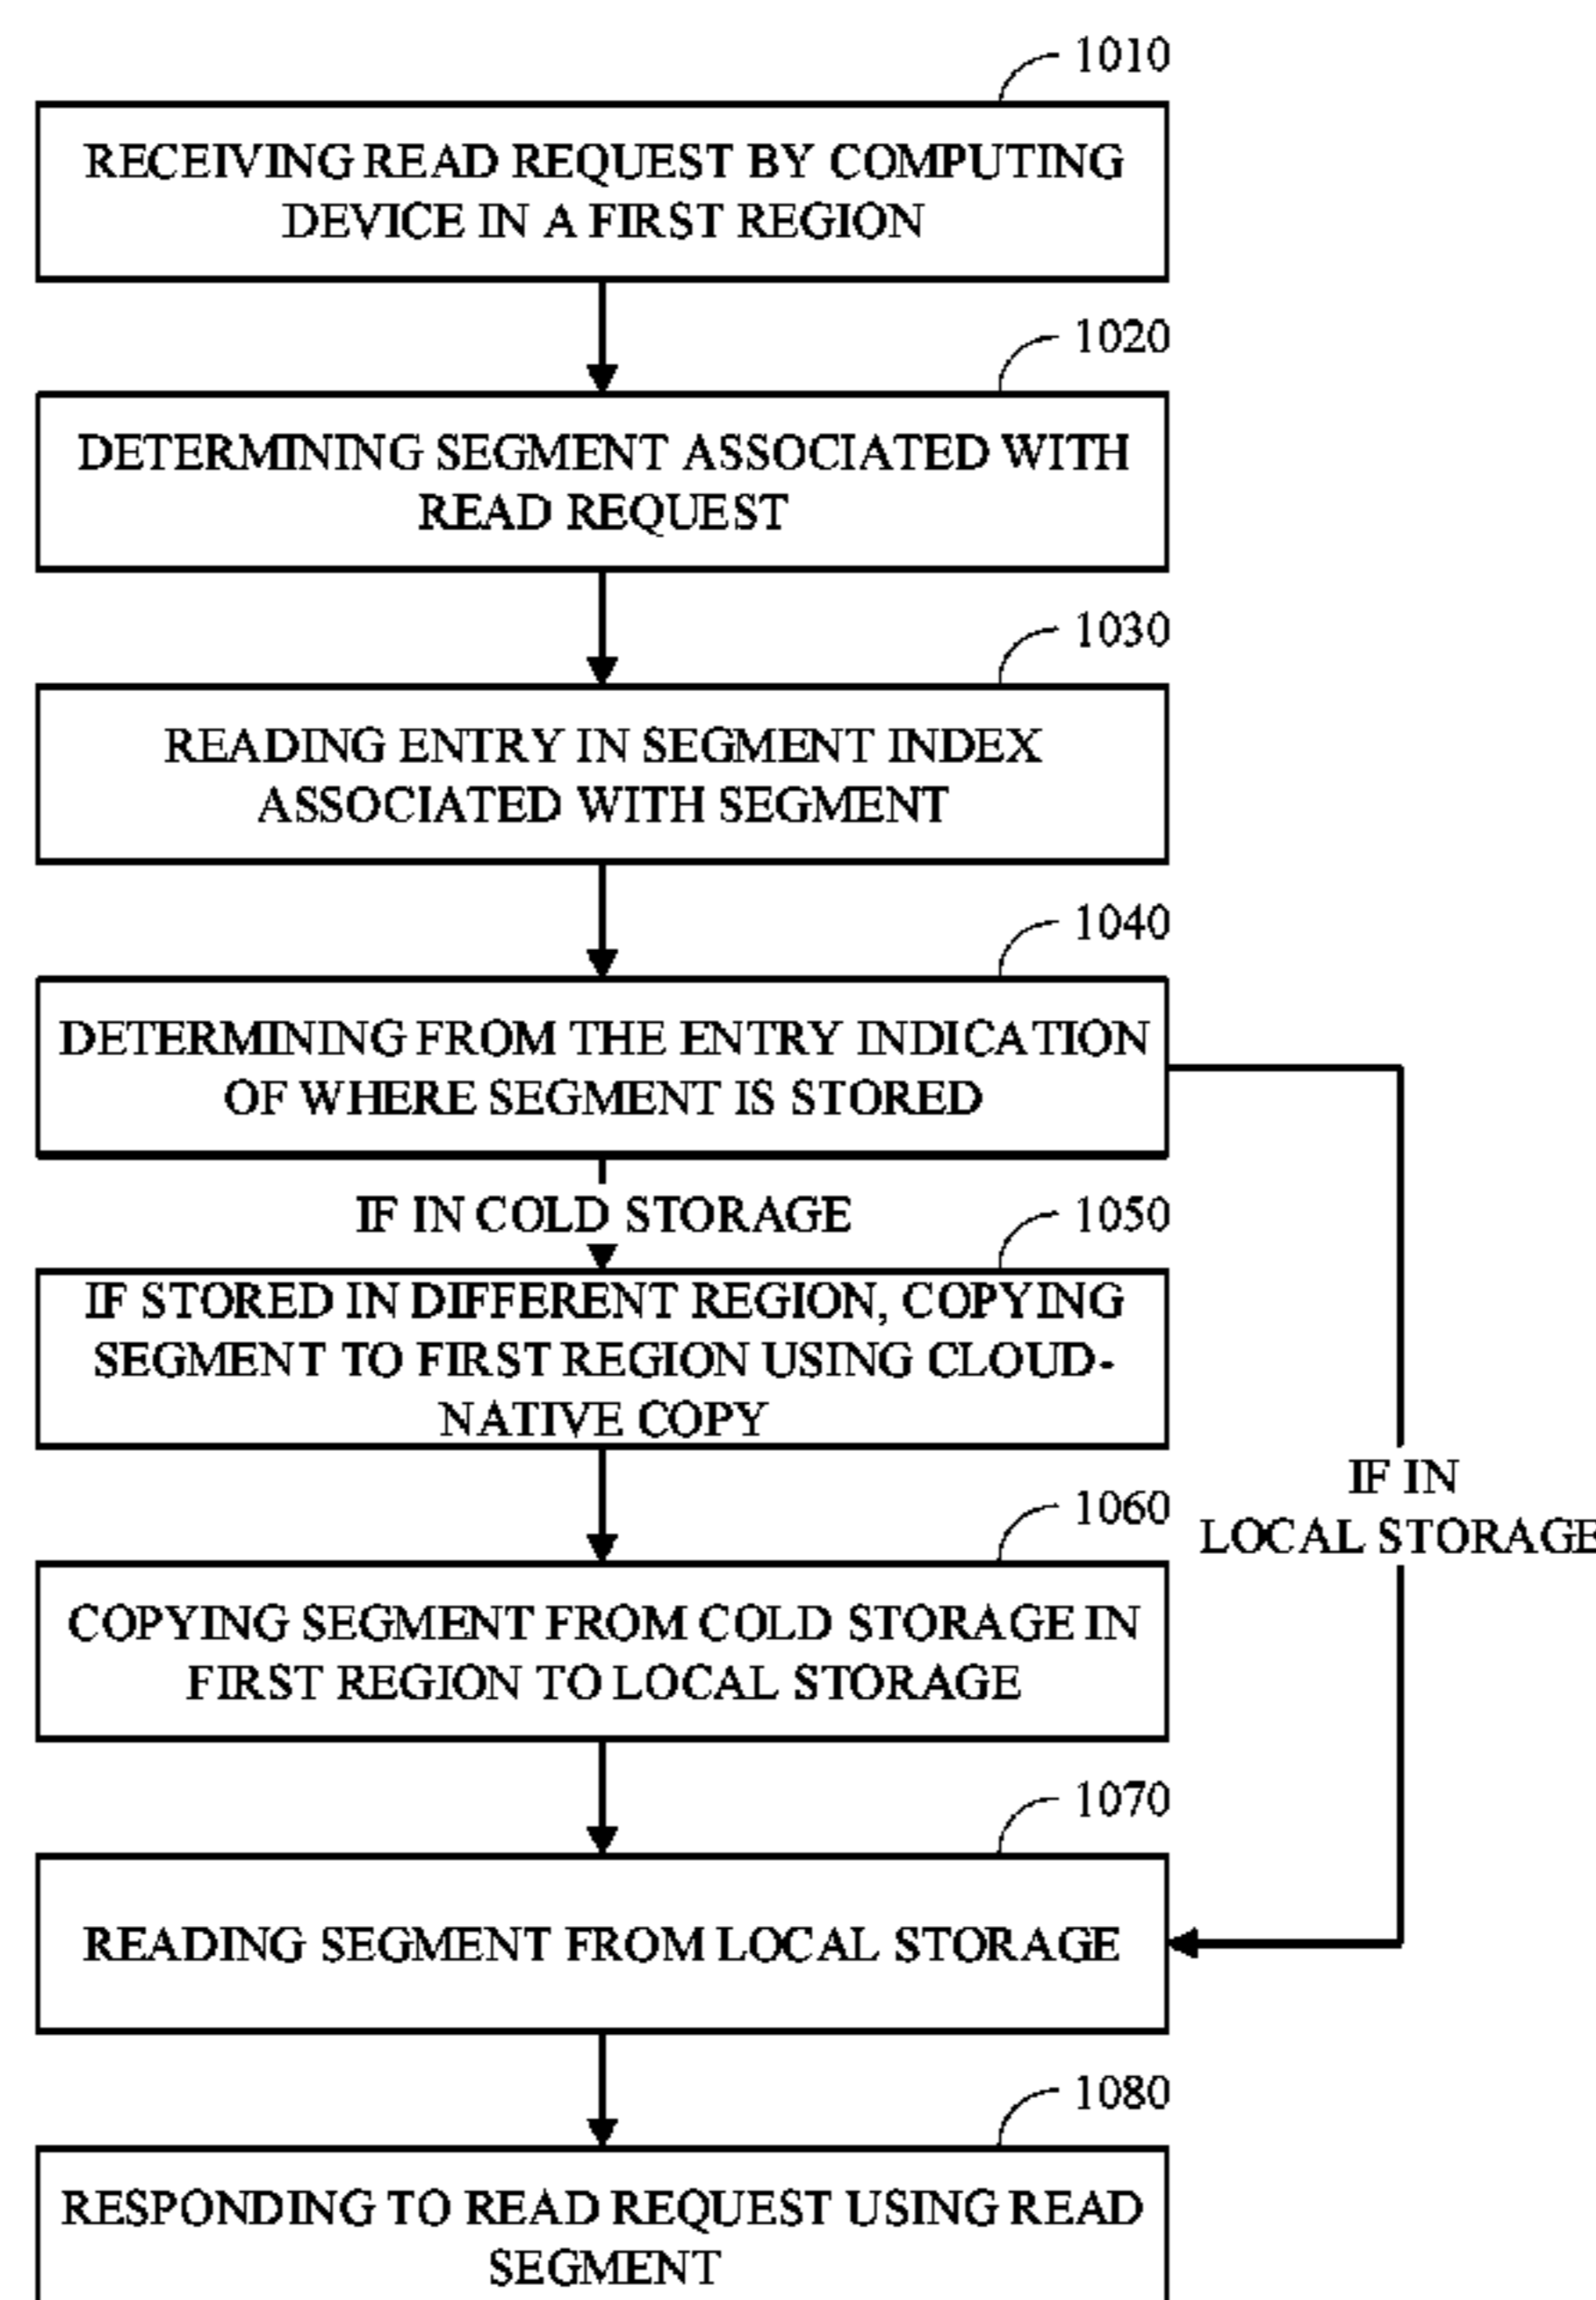 1010
RECEIVING READ REQUEST BY COMPUTING
DEVICE IN A FIRST REGION
1020
DETERMINING SEGMENT ASSOCIATED WITH
READ REQUEST
1030
READING ENTRY IN SEGMENT INDEX
ASSOCIATED WITH SEGMENT
1040
DETERMINING FROM THE ENTRY INDICATION
OF WHERE SEGMENT IS STORED
IF IN COLD STORAGE
1050
IF STORED IN DIFFERENT REGION, COPYING
SEGMENT TO FIRST REGION USING CLOUD-
NATIVE COPY
IF IN
LOCAL STORAGE
1060
COPYING SEGMENT FROM COLD STORAGE IN
FIRST REGION TO LOCAL STORAGE
1070
READING SEGMENT FROM LOCAL STORAGE
1080
RESPONDING TO READ REQUEST USING READ
SEGMENT